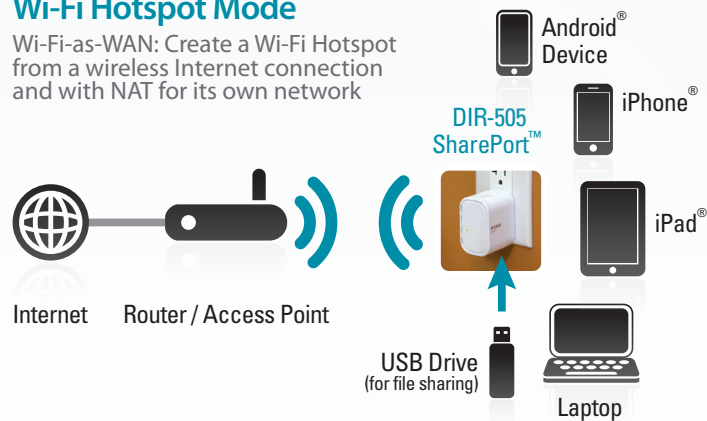 Wi-Fi Hotspot Mode
Wi-Fi-as-WAN: Create a Wi-Fi Hotspot
from a wireless Internet connection
and with NAT for its own network
Android®
Device
iPhone®
DIR-505
SharePort™
iPad®
Internet
Router / Access Point
USB Drive
(for file sharing)
Laptop